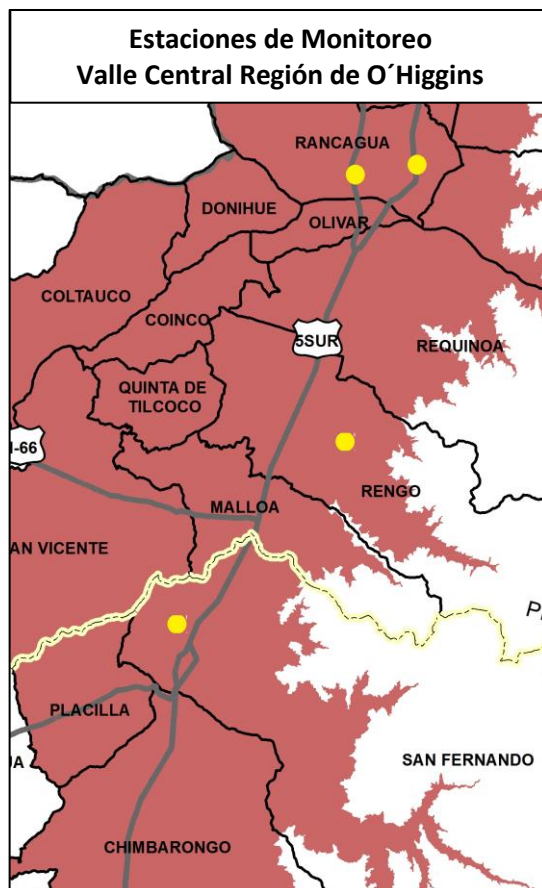 Estaciones de Monitoreo
Valle Central Región de O´Higgins
RANCAGUA
DONIHUE
OLIVAR
COLTAUCO
COINCO
5SUR
REQUINOA
QUINTA DE
TILCOCO
-66
RENGO
MALLOA
AN VICENTE
P
PLACILLA
SAN FERNANDO
CHIMBARONGO